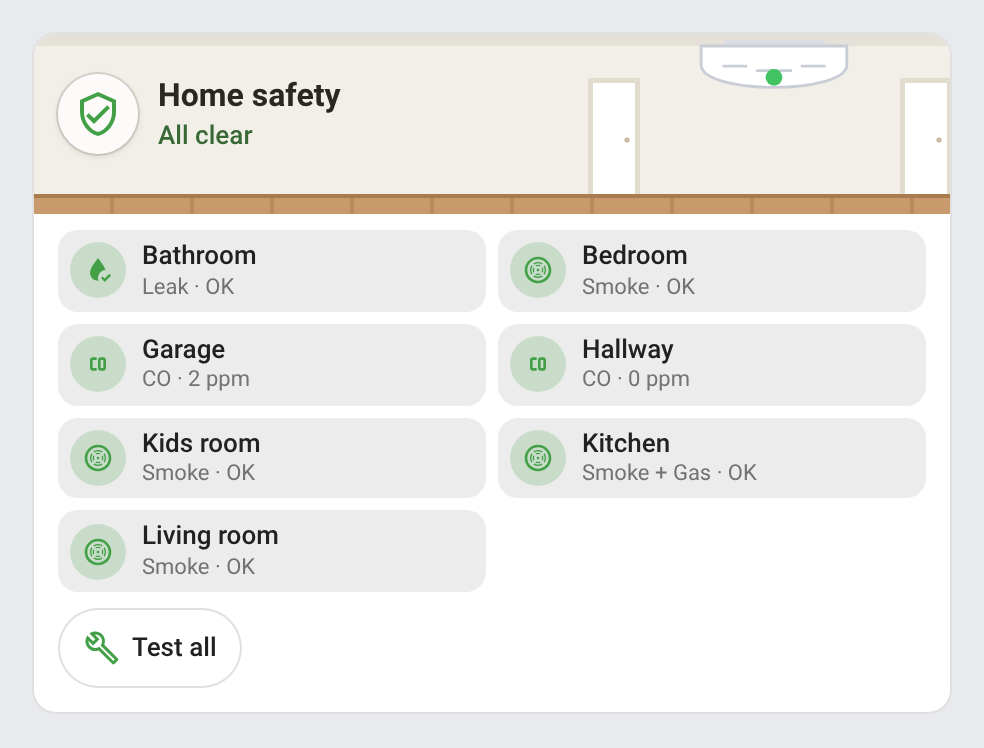 Home safety
All clear
Bathroom
Leak · OK
Bedroom
Smoke · OK
Garage
CO · 2 ppm
CO
Hallway
CO · 0 ppm
CO
Kids room
Smoke · OK
Kitchen
Smoke + Gas · OK
Living room
Smoke · OK
Test all